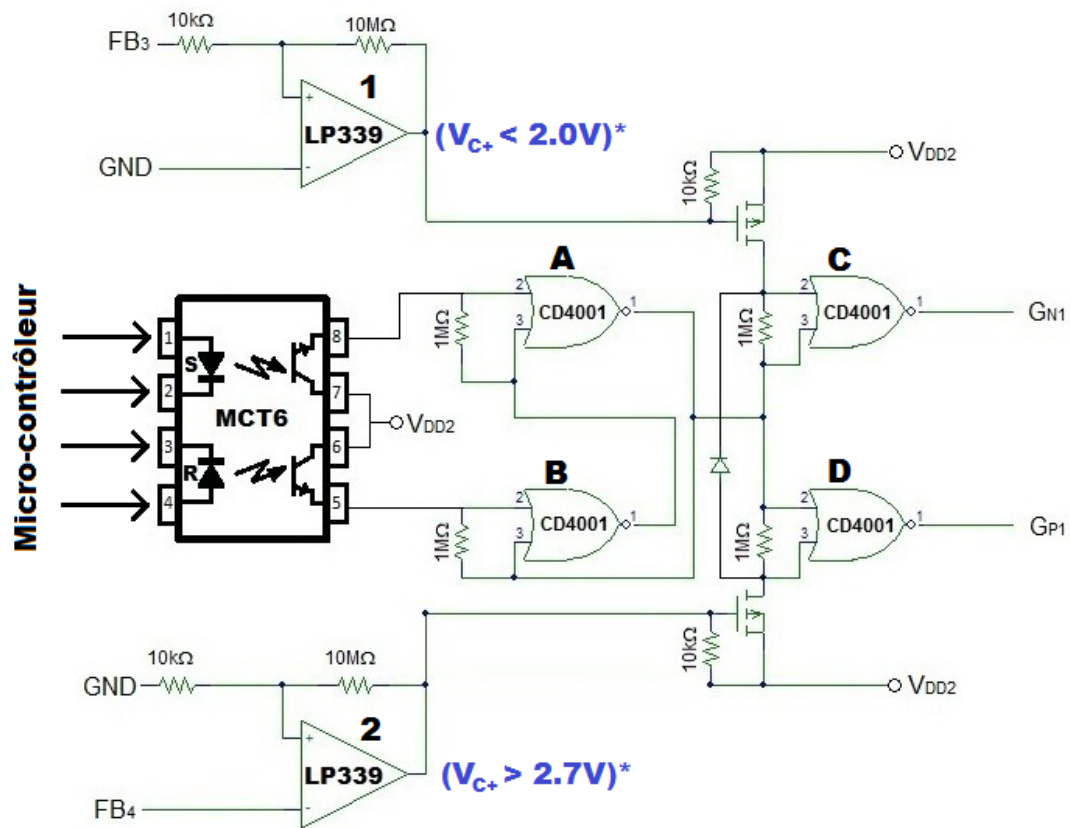 10kΩ
10MΩ
FB3
1
+
LP339
-
GND
(VC+ < 2.0V)*
10kΩ
VDD2
A
C
2
CD4001
1
3
1MΩ
2
CD4001
1
3
1MΩ
GN1
Micro-contrôleur
1
8
S
2
7
MCT6
VDD2
3
6
R
4
5
B
D
2
CD4001
1
3
1MΩ
2
CD4001
1
3
1MΩ
GP1
10kΩ
10MΩ
GND
2
+
LP339
-
FB4
(VC+ > 2.7V)*
10kΩ
VDD2